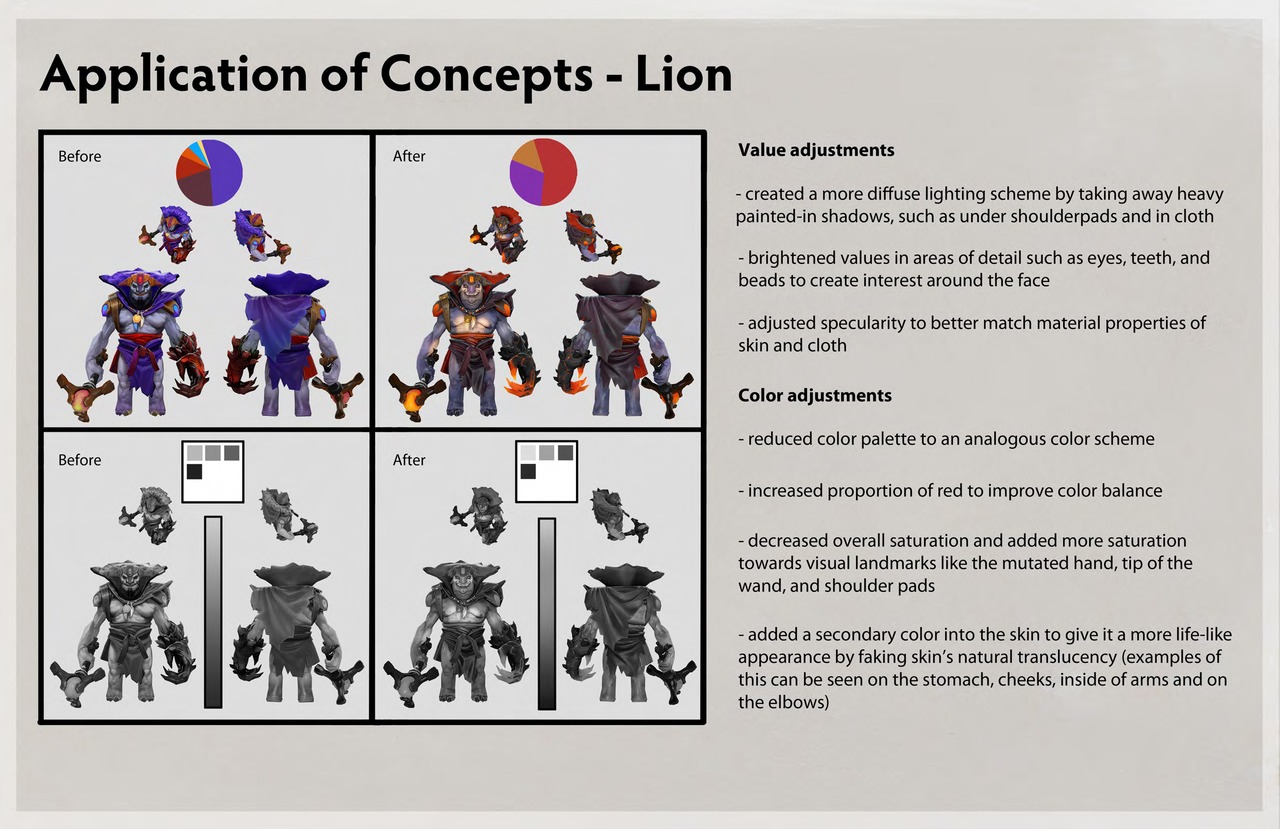 Application of Concepts - Lion
Before
After
Before
After
Value adjustments
- created a more diffuse lighting scheme by taking away heavy
painted-in shadows, such as under shoulderpads and in cloth
- brightened values in areas of detail such as eyes, teeth, and
beads to create interest around the face
- adjusted specularity to better match material properties of
skin and cloth
Color adjustments
- reduced color palette to an analogous color scheme
- increased proportion of red to improve color balance
- decreased overall saturation and added more saturation
towards visual landmarks like the mutated hand, tip of the
wand, and shoulder pads
- added a secondary color into the skin to give it a more life-like
appearance by faking skin’s natural translucency (examples of
this can be seen on the stomach, cheeks, inside of arms and on
the elbows)